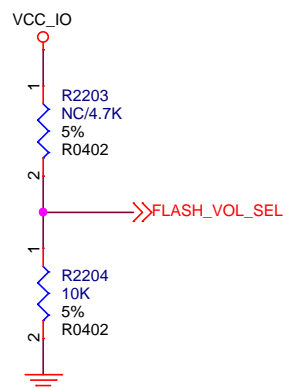 VCC_IO
1
R2203
NC/4.7K
5%
R0402
2
FLASH_VOL_SEL
1
R2204
10K
5%
R0402
2